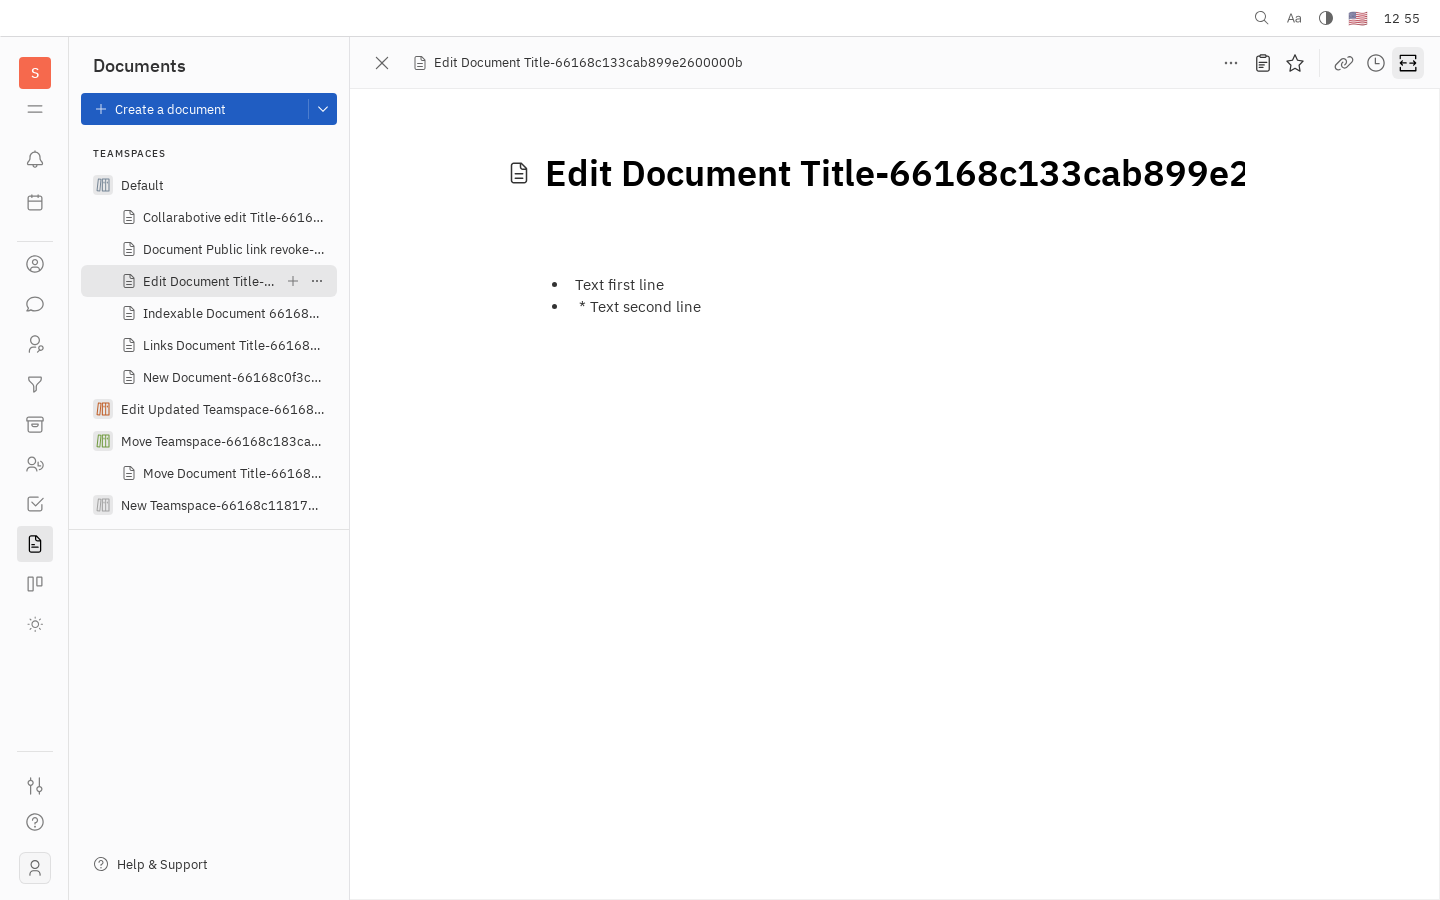 Aa
12 55
S
Documents
Create a document
TEAMSPACES
Default
Collarabotive edit Title-6616...
Document Public link revoke-...
Edit Document Title-...
Indexable Document 66168...
Links Document Title-66168...
New Document-66168c0f3c...
Edit Updated Teamspace-66168...
Move Teamspace-66168c183ca...
Move Document Title-66168...
New Teamspace-66168c11817...
Help & Support
Edit Document Title-66168c133cab899e2600000b
Edit Document Title-66168c133cab899e2
• Text first line
• * Text second line